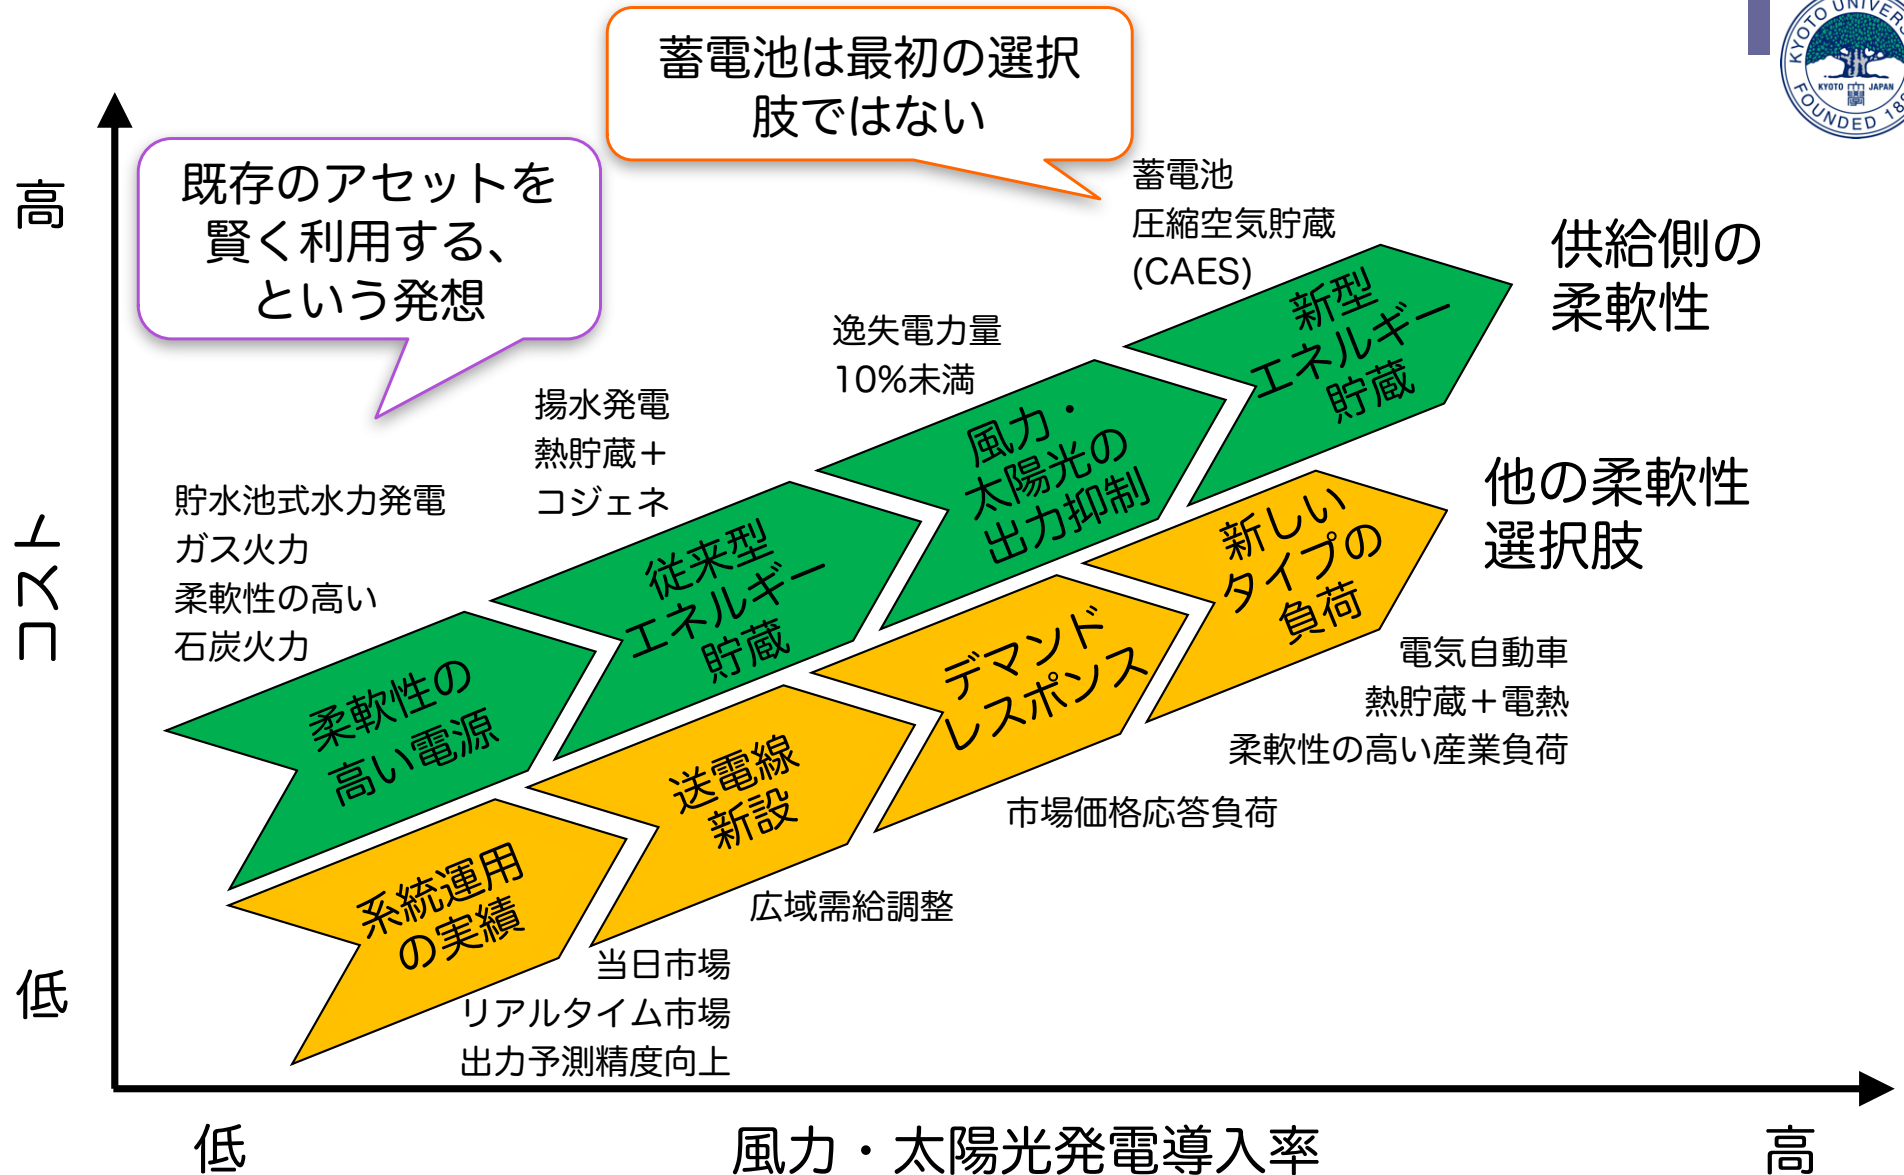 蓄電池は最初の選択
肢ではない
KYOTO UNIVERS
KYOTO JAPAN
FOUNDED 18
既存のアセットを
賢く利用する、
という発想
高
コスト
低
蓄電池
圧縮空気貯蔵
(CAES)
供給側の
柔軟性
新型
エネルギー
貯蔵
逸失電力量
10%未満
風力・
太陽光の
出力抑制
揚水発電
熱貯蔵＋
コジェネ
従来型
エネルギー
貯蔵
貯水池式水力発電
ガス火力
柔軟性の高い
石炭火力
柔軟性の
高い電源
他の柔軟性
選択肢
新しい
タイプの
負荷
電気自動車
熱貯蔵＋電熱
柔軟性の高い産業負荷
デマンド
レスポンス
市場価格応答負荷
送電線
新設
広域需給調整
系統運用
の実績
当日市場
リアルタイム市場
出力予測精度向上
低
風力・太陽光発電導入率
高